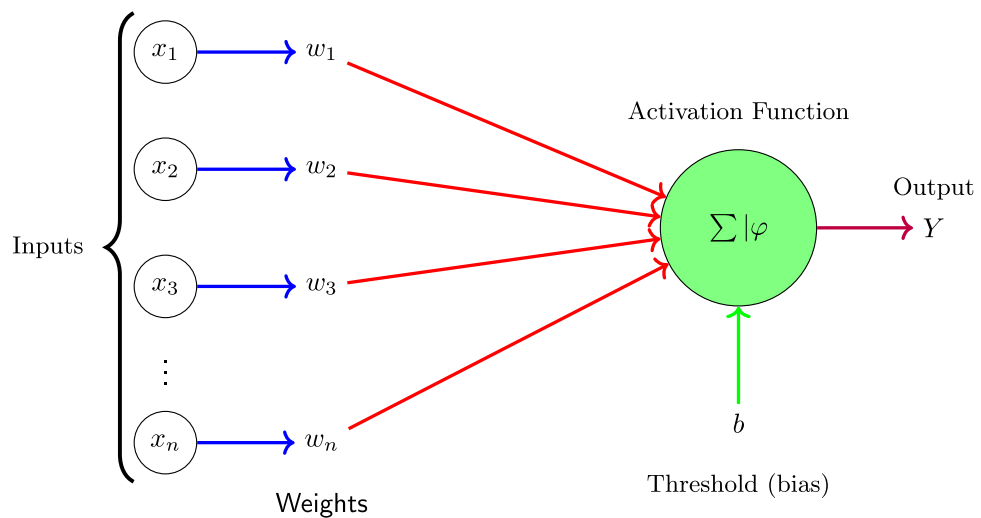 x₁ w₁
Activation Function
x₂ w₂
Output
∑|φ Y
Inputs
x₃ w₃
⋮
b
xₙ wₙ
Threshold (bias)
Weights